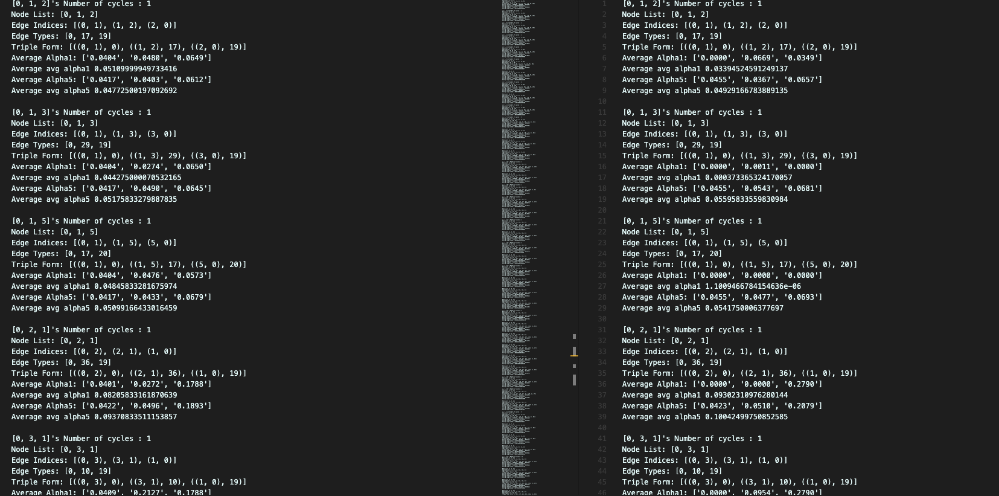 [0, 1, 2]'s Number of cycles : 1
Node List: [0, 1, 2]
Edge Indices: [(0, 1), (1, 2), (2, 0)]
Edge Types: [0, 17, 19]
Triple Form: [((0, 1), 0), ((1, 2), 17), ((2, 0), 19)]
Average Alpha1: ['0.0404', '0.0480', '0.0649']
Average avg alpha1 0.05109999949733416
Average Alpha5: ['0.0417', '0.0403', '0.0612']
Average avg alpha5 0.04772500197092692
[0, 1, 3]'s Number of cycles : 1
Node List: [0, 1, 3]
Edge Indices: [(0, 1), (1, 3), (3, 0)]
Edge Types: [0, 29, 19]
Triple Form: [((0, 1), 0), ((1, 3), 29), ((3, 0), 19)]
Average Alpha1: ['0.0404', '0.0274', '0.0650']
Average avg alpha1 0.044275000070532165
Average Alpha5: ['0.0417', '0.0490', '0.0645']
Average avg alpha5 0.05175833279887835
[0, 1, 5]'s Number of cycles : 1
Node List: [0, 1, 5]
Edge Indices: [(0, 1), (1, 5), (5, 0)]
Edge Types: [0, 17, 20]
Triple Form: [((0, 1), 0), ((1, 5), 17), ((5, 0), 20)]
Average Alpha1: ['0.0404', '0.0476', '0.0573']
Average avg alpha1 0.04845833281675974
Average Alpha5: ['0.0417', '0.0433', '0.0679']
Average avg alpha5 0.05099166433016459
[0, 2, 1]'s Number of cycles : 1
Node List: [0, 2, 1]
Edge Indices: [(0, 2), (2, 1), (1, 0)]
Edge Types: [0, 36, 19]
Triple Form: [((0, 2), 0), ((2, 1), 36), ((1, 0), 19)]
Average Alpha1: ['0.0401', '0.0272', '0.1788']
Average avg alpha1 0.08205833161870639
Average Alpha5: ['0.0422', '0.0496', '0.1893']
Average avg alpha5 0.09370833511153857
[0, 3, 1]'s Number of cycles : 1
Node List: [0, 3, 1]
Edge Indices: [(0, 3), (3, 1), (1, 0)]
Edge Types: [0, 10, 19]
Triple Form: [((0, 3), 0), ((3, 1), 10), ((1, 0), 19)]
Average Alpha1: ['0.0409', '0.2127', '0.1788']
1 [0, 1, 2]'s Number of cycles : 1
2 Node List: [0, 1, 2]
3 Edge Indices: [(0, 1), (1, 2), (2, 0)]
4 Edge Types: [0, 17, 19]
5 Triple Form: [((0, 1), 0), ((1, 2), 17), ((2, 0), 19)]
6 Average Alpha1: ['0.0000', '0.0669', '0.0349']
7 Average avg alpha1 0.03394524591249137
8 Average Alpha5: ['0.0455', '0.0367', '0.0657']
9 Average avg alpha5 0.04929166783889135
10
11 [0, 1, 3]'s Number of cycles : 1
12 Node List: [0, 1, 3]
13 Edge Indices: [(0, 1), (1, 3), (3, 0)]
14 Edge Types: [0, 29, 19]
15 Triple Form: [((0, 1), 0), ((1, 3), 29), ((3, 0), 19)]
16 Average Alpha1: ['0.0000', '0.0011', '0.0000']
17 Average avg alpha1 0.000373365324170057
18 Average Alpha5: ['0.0455', '0.0543', '0.0681']
19 Average avg alpha5 0.05595833559830984
20
21 [0, 1, 5]'s Number of cycles : 1
22 Node List: [0, 1, 5]
23 Edge Indices: [(0, 1), (1, 5), (5, 0)]
24 Edge Types: [0, 17, 20]
25 Triple Form: [((0, 1), 0), ((1, 5), 17), ((5, 0), 20)]
26 Average Alpha1: ['0.0000', '0.0000', '0.0000']
27 Average avg alpha1 1.1009466784154636e-06
28 Average Alpha5: ['0.0455', '0.0477', '0.0693']
29 Average avg alpha5 0.0541750006377697
30
31 [0, 2, 1]'s Number of cycles : 1
32 Node List: [0, 2, 1]
33 Edge Indices: [(0, 2), (2, 1), (1, 0)]
34 Edge Types: [0, 36, 19]
35 Triple Form: [((0, 2), 0), ((2, 1), 36), ((1, 0), 19)]
36 Average Alpha1: ['0.0000', '0.0000', '0.2790']
37 Average avg alpha1 0.09302310976280144
38 Average Alpha5: ['0.0423', '0.0510', '0.2079']
39 Average avg alpha5 0.10042499750852585
40
41 [0, 3, 1]'s Number of cycles : 1
42 Node List: [0, 3, 1]
43 Edge Indices: [(0, 3), (3, 1), (1, 0)]
44 Edge Types: [0, 10, 19]
45 Triple Form: [((0, 3), 0), ((3, 1), 10), ((1, 0), 19)]
46 Average Alpha1: ['0.0000', '0.0954', '0.2790']